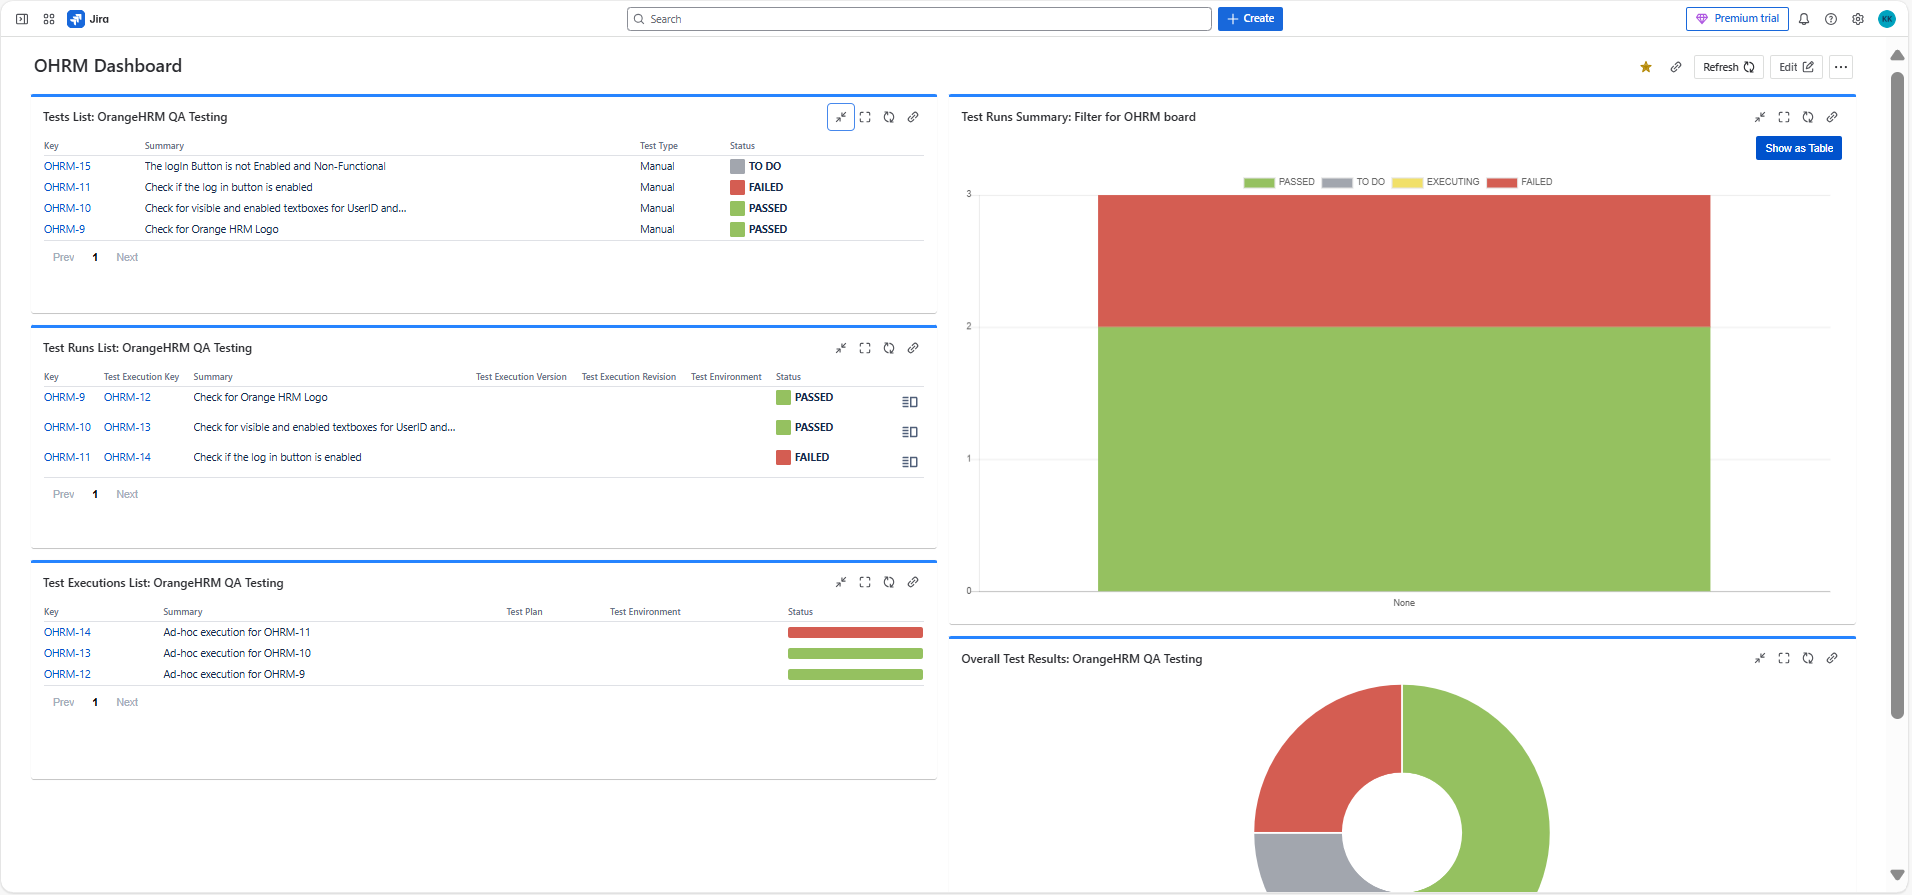 Jira
Search
Create
Premium trial
KK
OHRM Dashboard
Refresh
Edit
Tests List: OrangeHRM QA Testing
Key Summary Test Type Status
OHRM-15 The logIn Button is not Enabled and Non-Functional Manual TO DO
OHRM-11 Check if the log in button is enabled Manual FAILED
OHRM-10 Check for visible and enabled textboxes for UserID and... Manual PASSED
OHRM-9 Check for Orange HRM Logo Manual PASSED
Prev 1 Next
Test Runs List: OrangeHRM QA Testing
Key Test Execution Key Summary Test Execution Version Test Execution Revision Test Environment Status
OHRM-9 OHRM-12 Check for Orange HRM Logo PASSED
OHRM-10 OHRM-13 Check for visible and enabled textboxes for UserID and... PASSED
OHRM-11 OHRM-14 Check if the log in button is enabled FAILED
Prev 1 Next
Test Executions List: OrangeHRM QA Testing
Key Summary Test Plan Test Environment Status
OHRM-14 Ad-hoc execution for OHRM-11
OHRM-13 Ad-hoc execution for OHRM-10
OHRM-12 Ad-hoc execution for OHRM-9
Prev 1 Next
Test Runs Summary: Filter for OHRM board
Show as Table
PASSED TO DO EXECUTING FAILED
3
2
1
0
None
Overall Test Results: OrangeHRM QA Testing